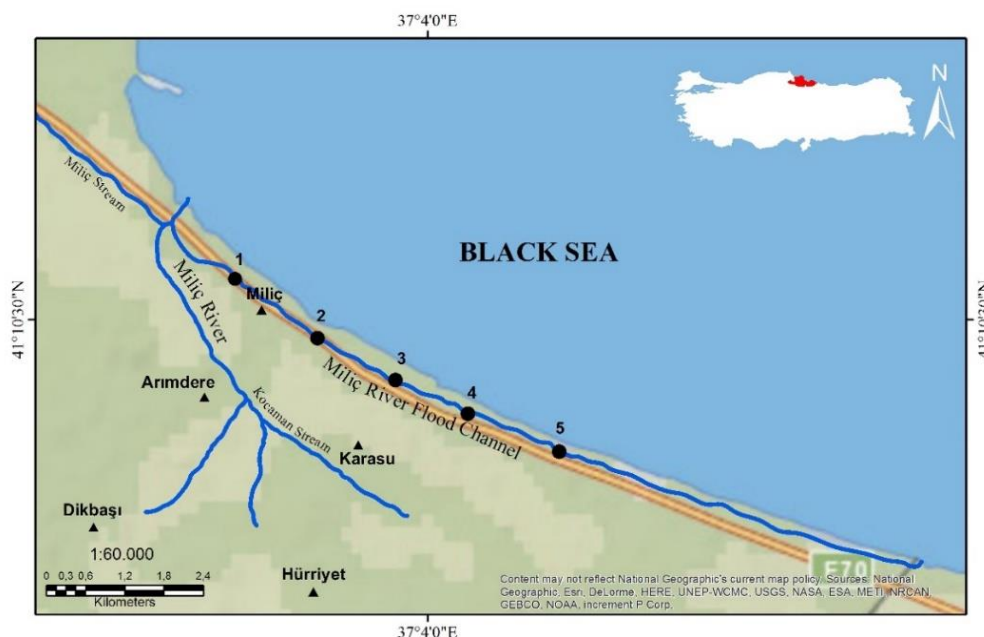 37°4'0"E
N
Miliç Stream
BLACK SEA
1
Miliç
Miliç River
2
41°10'30"N
41°10'30"N
3
Arımdere
4
Miliç River Flood Channel
Kocaman Stream
5
Karasu
Dikbaşı
1:60.000
0 0,3 0,6 1,2 1,8 2,4
Kilometers
Hürriyet
E70
Content may not reflect National Geographic's current map policy. Sources: National
Geographic, Esri, DeLorme, HERE, UNEP-WCMC, USGS, NASA, ESA, METI, NRCAN,
GEBCO, NOAA, increment P Corp.
37°4'0"E